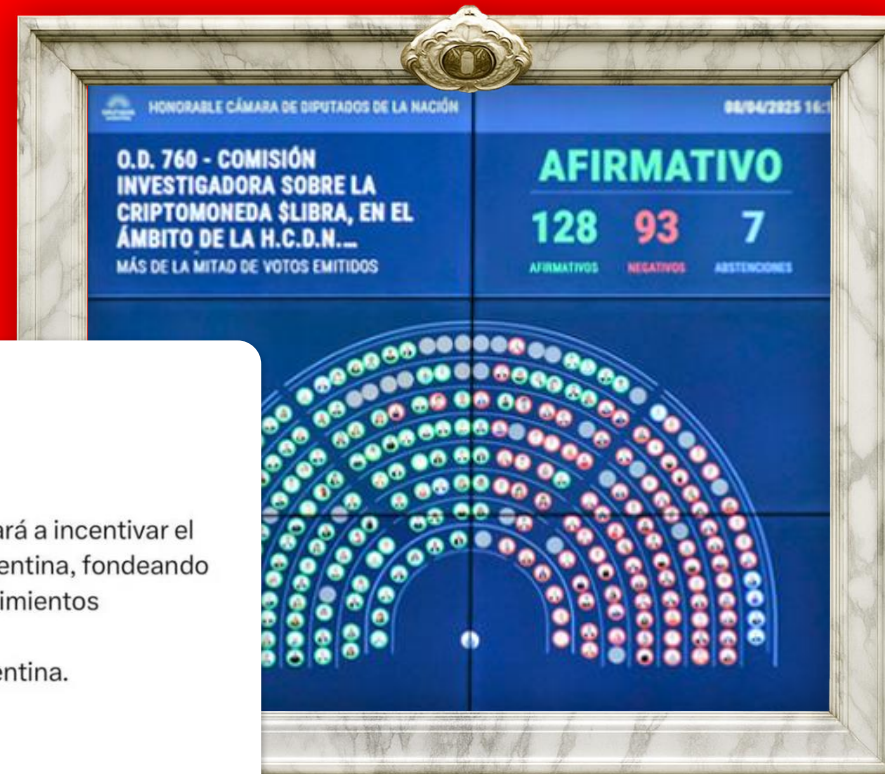 HONORABLE CÁMARA DE DIPUTADOS DE LA NACIÓN
08/04/2025 16:1
O.D. 760 - COMISIÓN
INVESTIGADORA SOBRE LA
CRIPTOMONEDA $LIBRA, EN EL
ÁMBITO DE LA H.C.D.N....
MÁS DE LA MITAD DE VOTOS EMITIDOS
AFIRMATIVO
128 93 7
AFIRMATIVOS NEGATIVOS ABSTENCIONES
ará a incentivar el
entina, fondeando
imientos
entina.